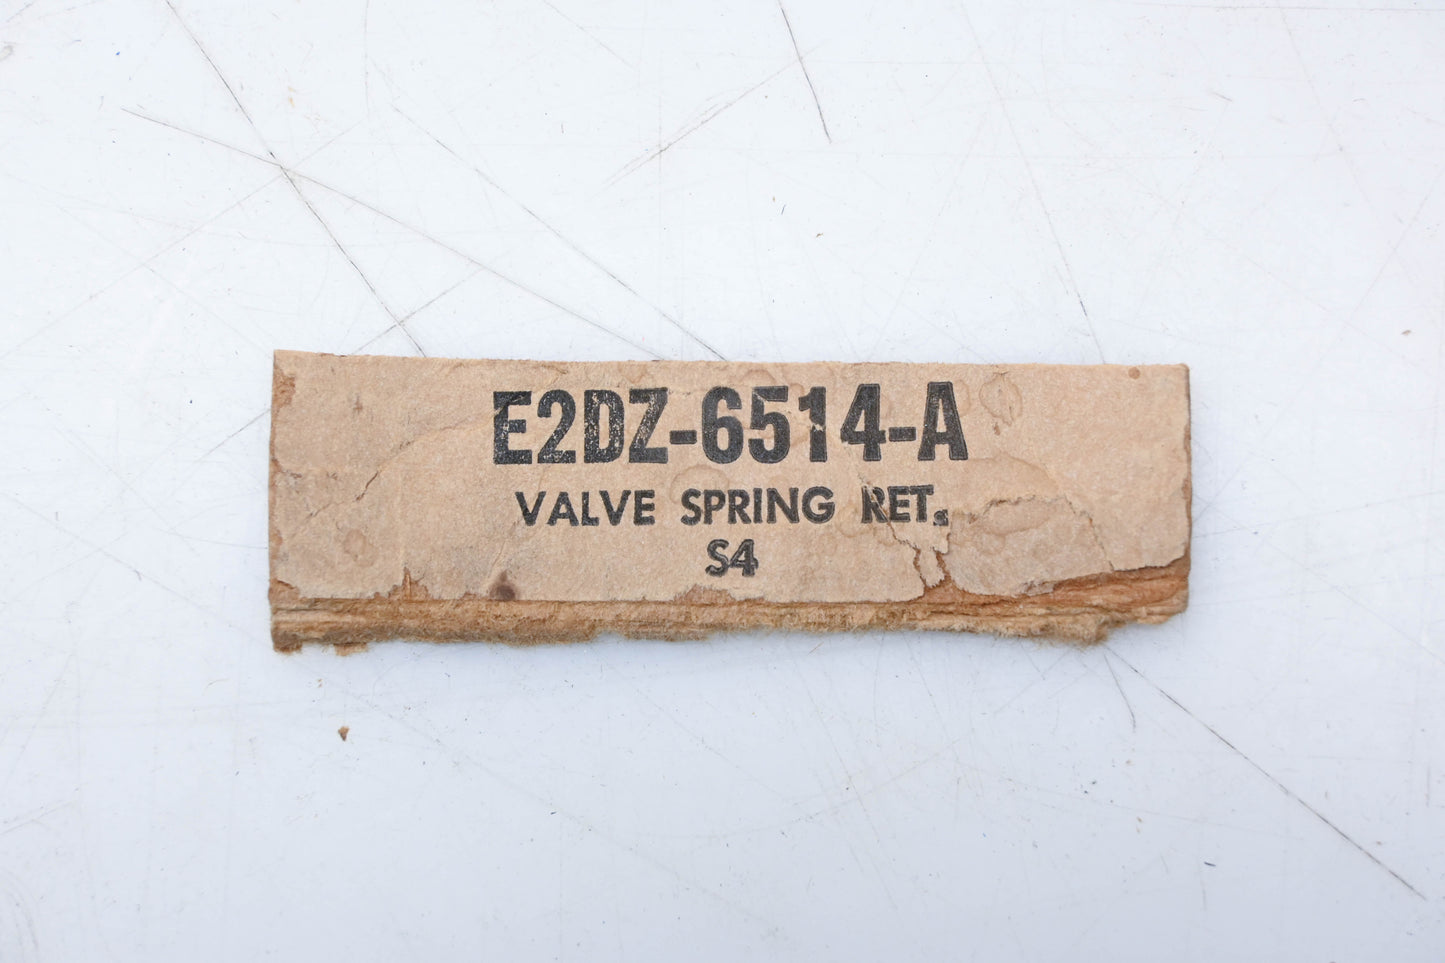 E2DZ-6514-A
VALVE SPRING RET.s
S4